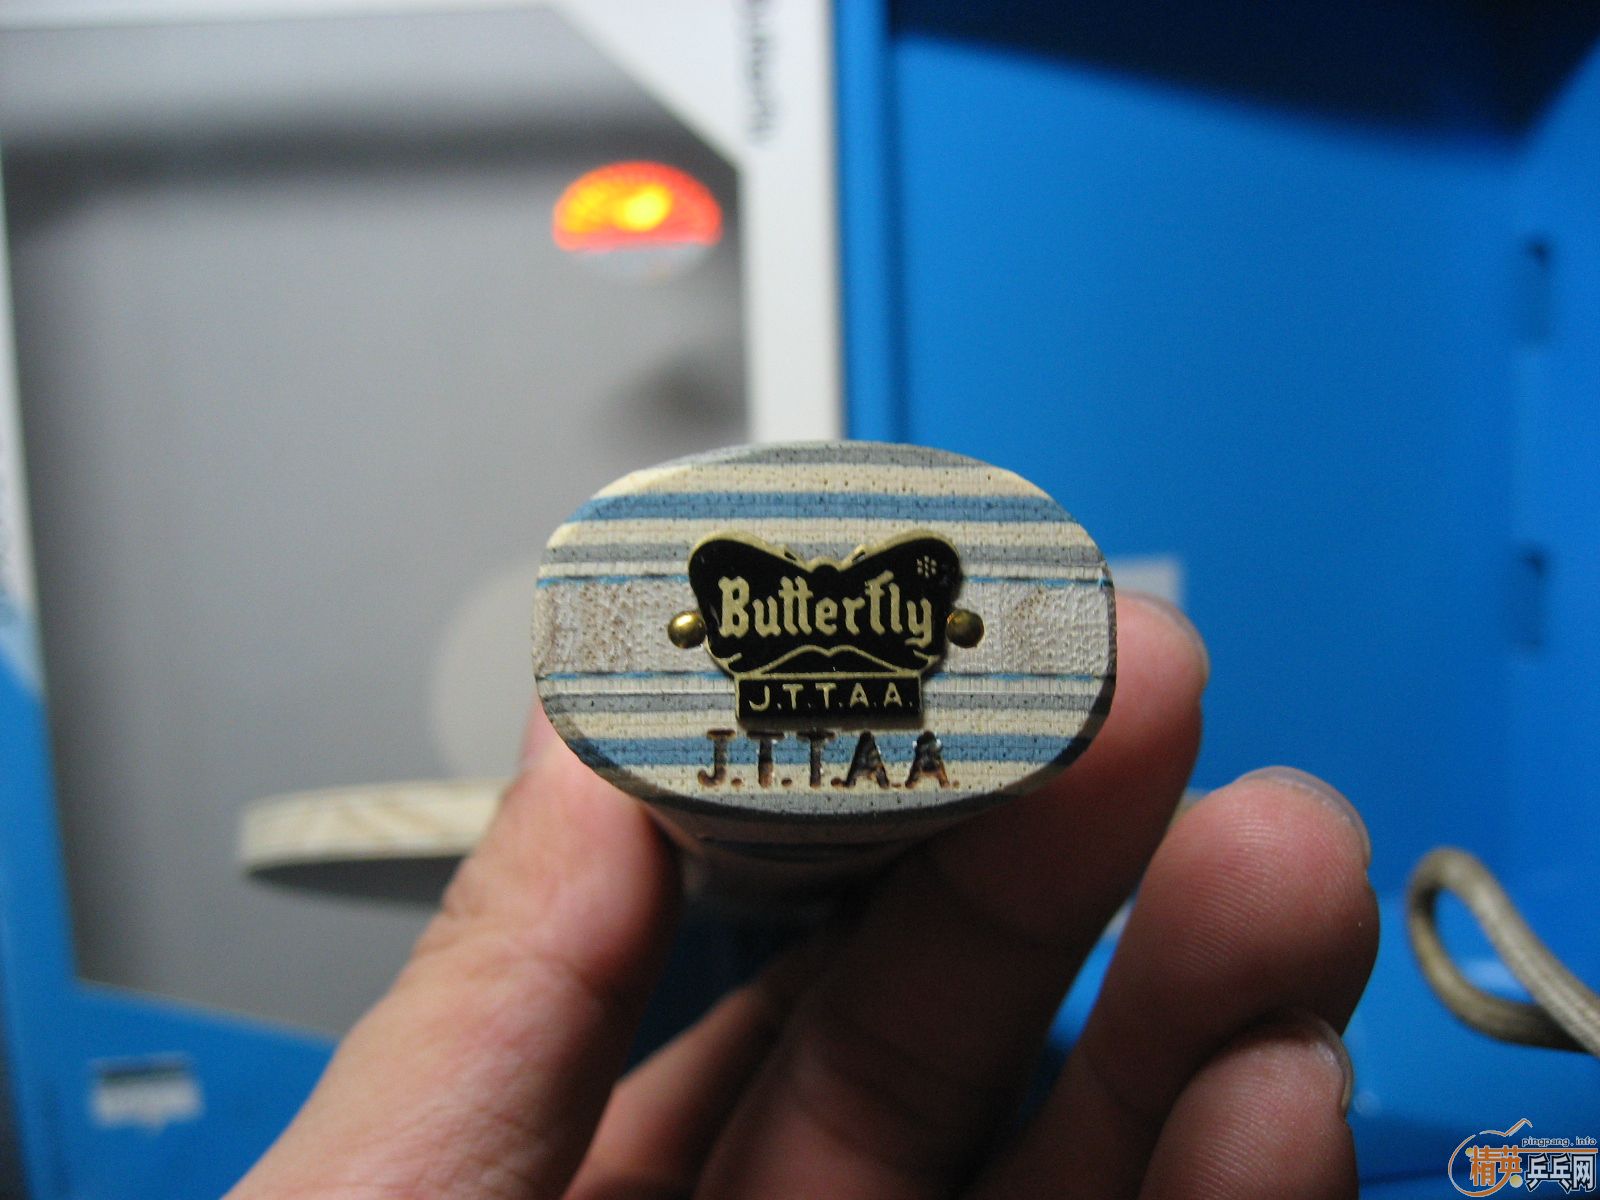 Butterfly
J.T.T.A.A.
J.T.T.A.A.
pingpang.info
精英乒乓网